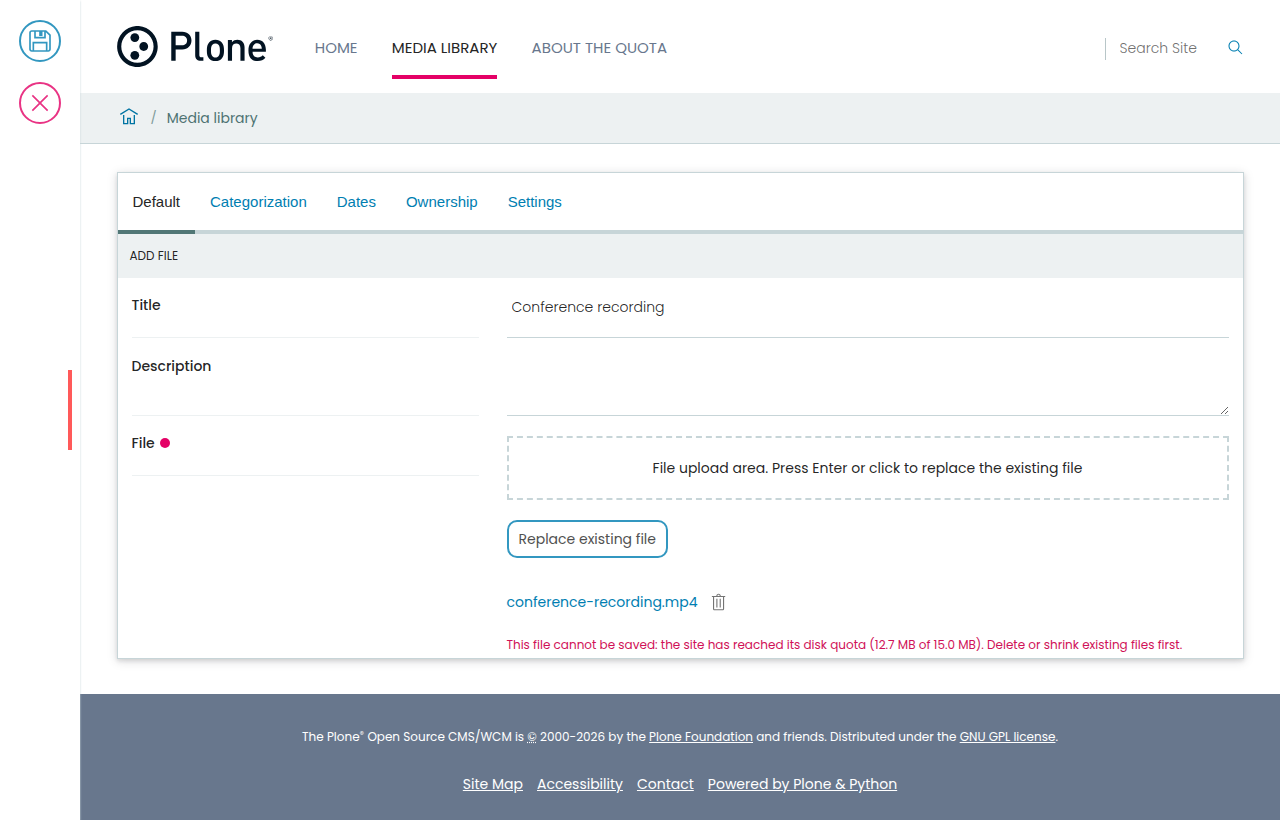 Plone®
HOME
MEDIA LIBRARY
ABOUT THE QUOTA
Search Site
/ Media library
Default
Categorization
Dates
Ownership
Settings
ADD FILE
Title
Conference recording
Description
File
File upload area. Press Enter or click to replace the existing file
Replace existing file
conference-recording.mp4
This file cannot be saved: the site has reached its disk quota (12.7 MB of 15.0 MB). Delete or shrink existing files first.
The Plone® Open Source CMS/WCM is © 2000-2026 by the Plone Foundation and friends. Distributed under the GNU GPL license.
Site Map Accessibility Contact Powered by Plone & Python